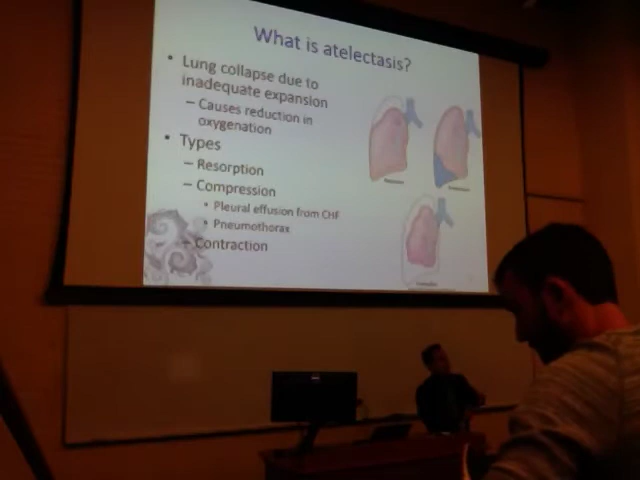 What is atelectasis?
• Lung collapse due to
inadequate expansion
– Causes reduction in
oxygenation
• Types
– Resorption
– Compression
• Pleural effusion from CHF
• Pneumothorax
– Contraction